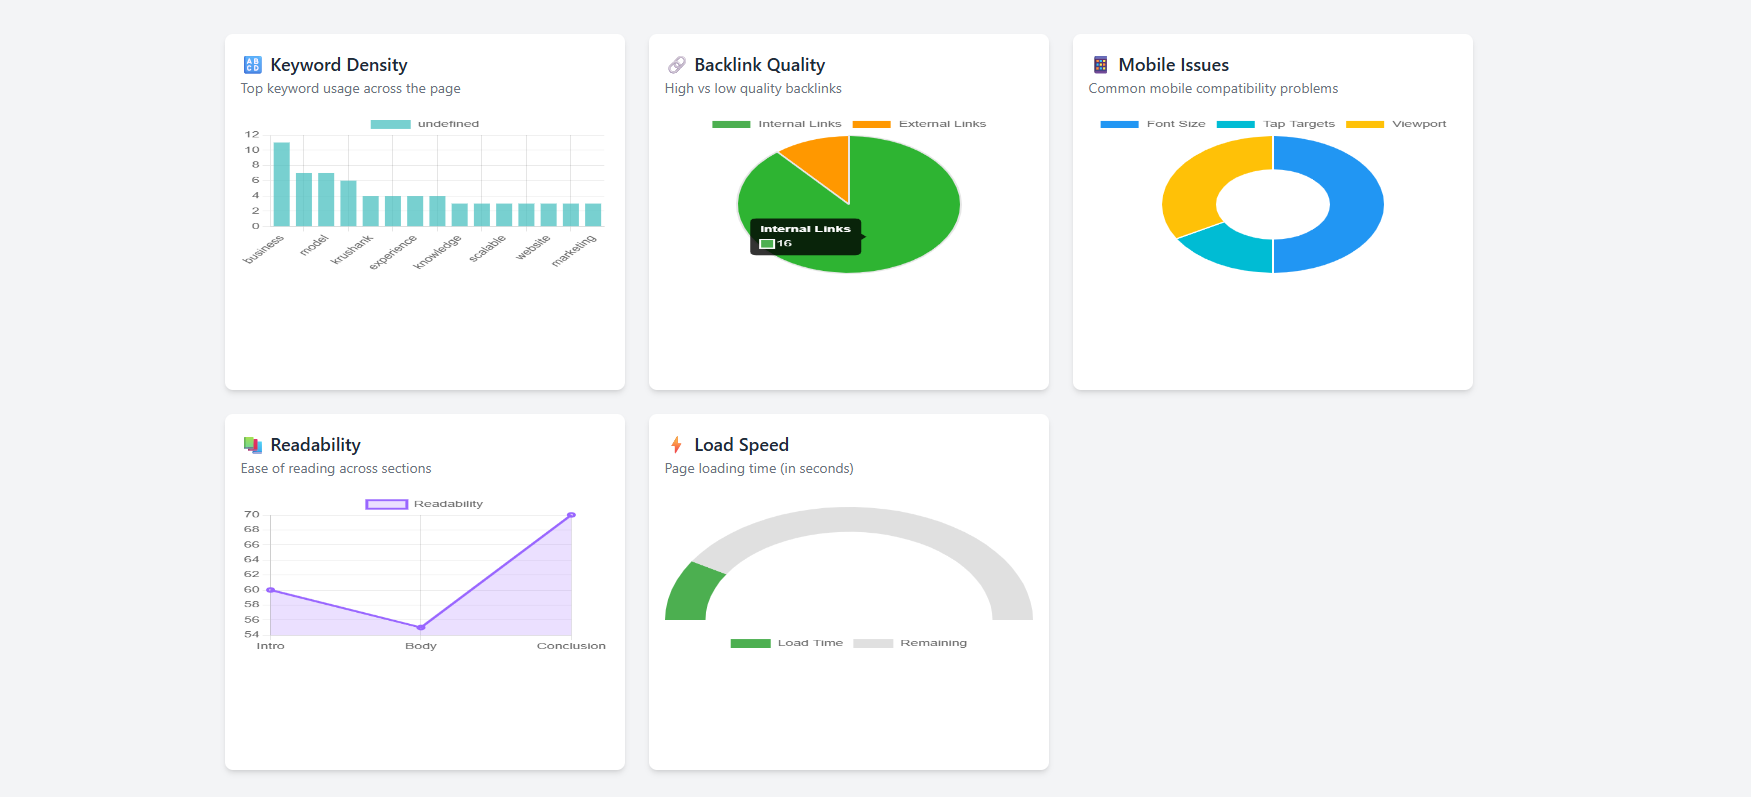 Keyword Density
Top keyword usage across the page
undefined
12
10
8
6
4
2
0
business
model
krushank
experience
knowledge
scalable
website
marketing
Backlink Quality
High vs low quality backlinks
Internal Links External Links
Internal Links
16
Mobile Issues
Common mobile compatibility problems
Font Size Tap Targets Viewport
Readability
Ease of reading across sections
Readability
70
68
66
64
62
60
58
56
54
Intro Body Conclusion
Load Speed
Page loading time (in seconds)
Load Time Remaining